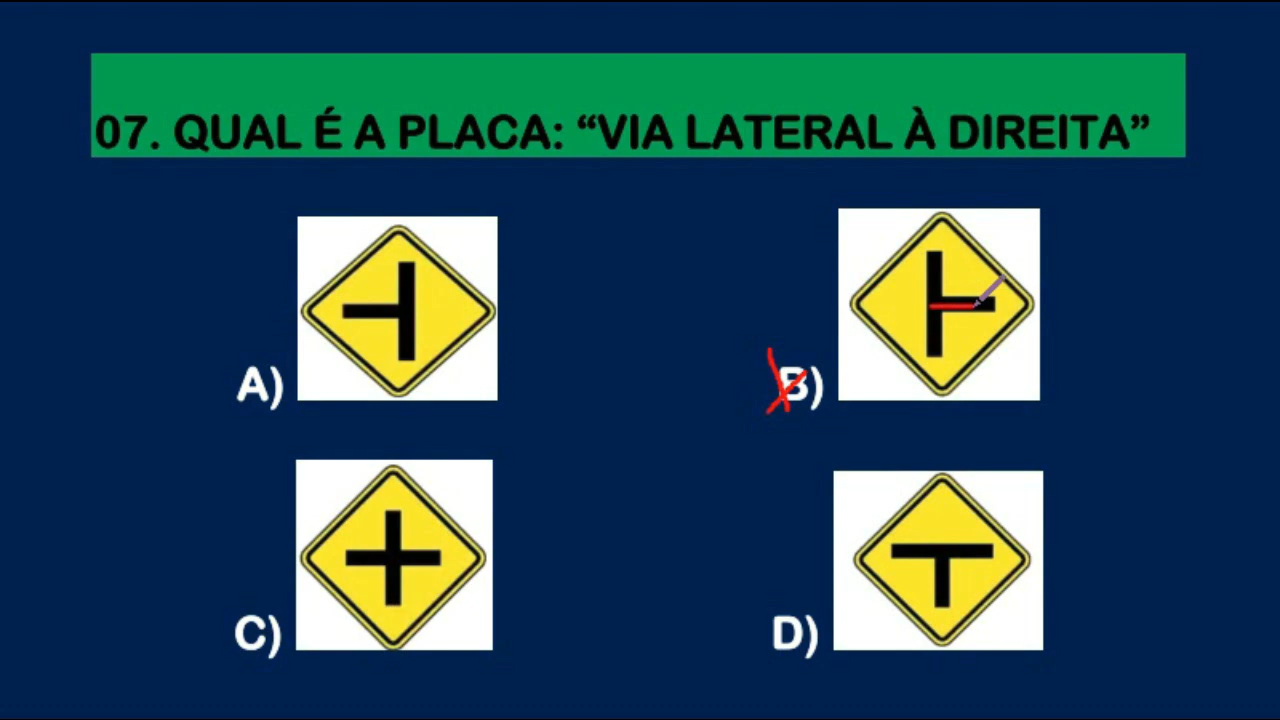 07. QUAL É A PLACA: “VIA LATERAL À DIREITA”
A)
B)
C)
D)